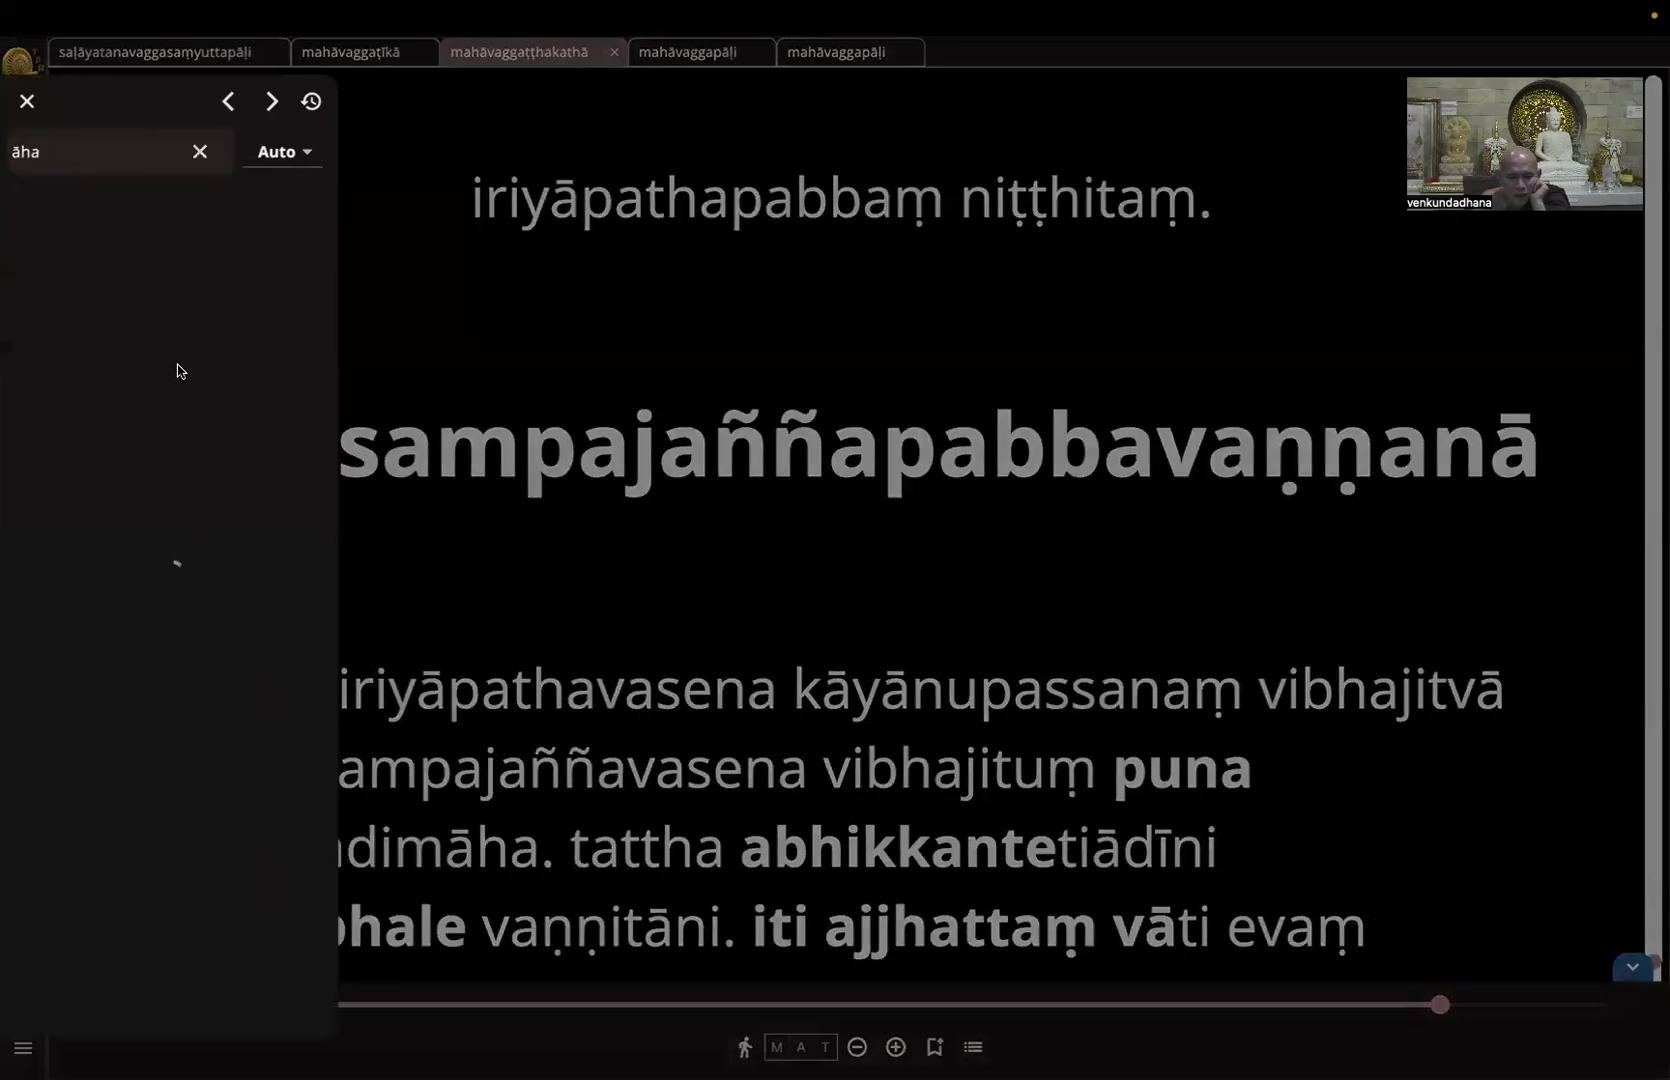 saḷāyatanavaggasaṃyuttapāḷi
mahāvaggaṭīkā
mahāvaggaṭṭhakathā
mahāvaggapāḷi
mahāvaggapāḷi
āha
Auto
iriyāpathapabbaṃ niṭṭhitaṃ.
venkundadhana
sampajaññapabbavaṇṇanā
iriyāpathavasena kāyānupassanaṃ vibhajitvā
ampajaññavasena vibhajituṃ puna
dimāha. tattha abhikkantetiādīni
phale vaṇṇitāni. iti ajjhattaṃ vāti evaṃ
M A T